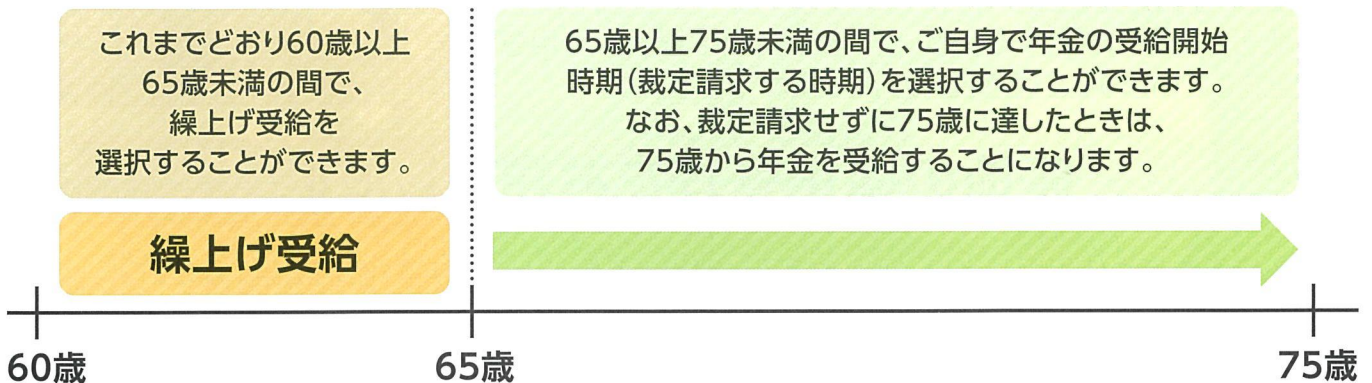 これまでどおり60歳以上
65歳未満の間で、
繰上げ受給を
選択することができます。
65歳以上75歳未満の間で、ご自身で年金の受給開始
時期(裁定請求する時期)を選択することができます。
なお、裁定請求せずに75歳に達したときは、
75歳から年金を受給することになります。
繰上げ受給
60歳
65歳
75歳